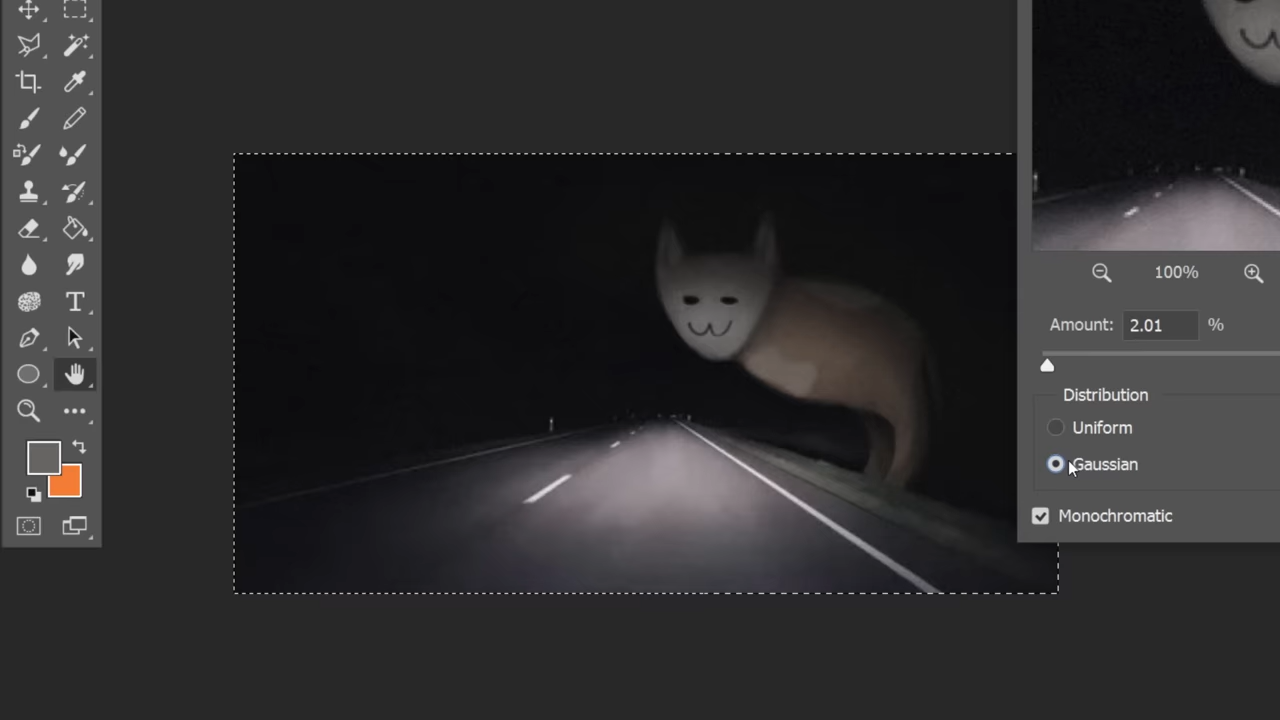 100%
Amount: 2.01 %
Distribution
Uniform
Gaussian
Monochromatic